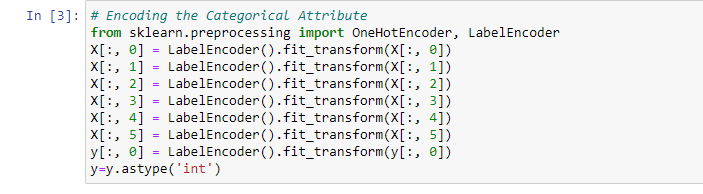 In [3]: # Encoding the Categorical Attribute
from sklearn.preprocessing import OneHotEncoder, LabelEncoder
X[:, 0] = LabelEncoder().fit_transform(X[:, 0])
X[:, 1] = LabelEncoder().fit_transform(X[:, 1])
X[:, 2] = LabelEncoder().fit_transform(X[:, 2])
X[:, 3] = LabelEncoder().fit_transform(X[:, 3])
X[:, 4] = LabelEncoder().fit_transform(X[:, 4])
X[:, 5] = LabelEncoder().fit_transform(X[:, 5])
y[:, 0] = LabelEncoder().fit_transform(y[:, 0])
y=y.astype('int')